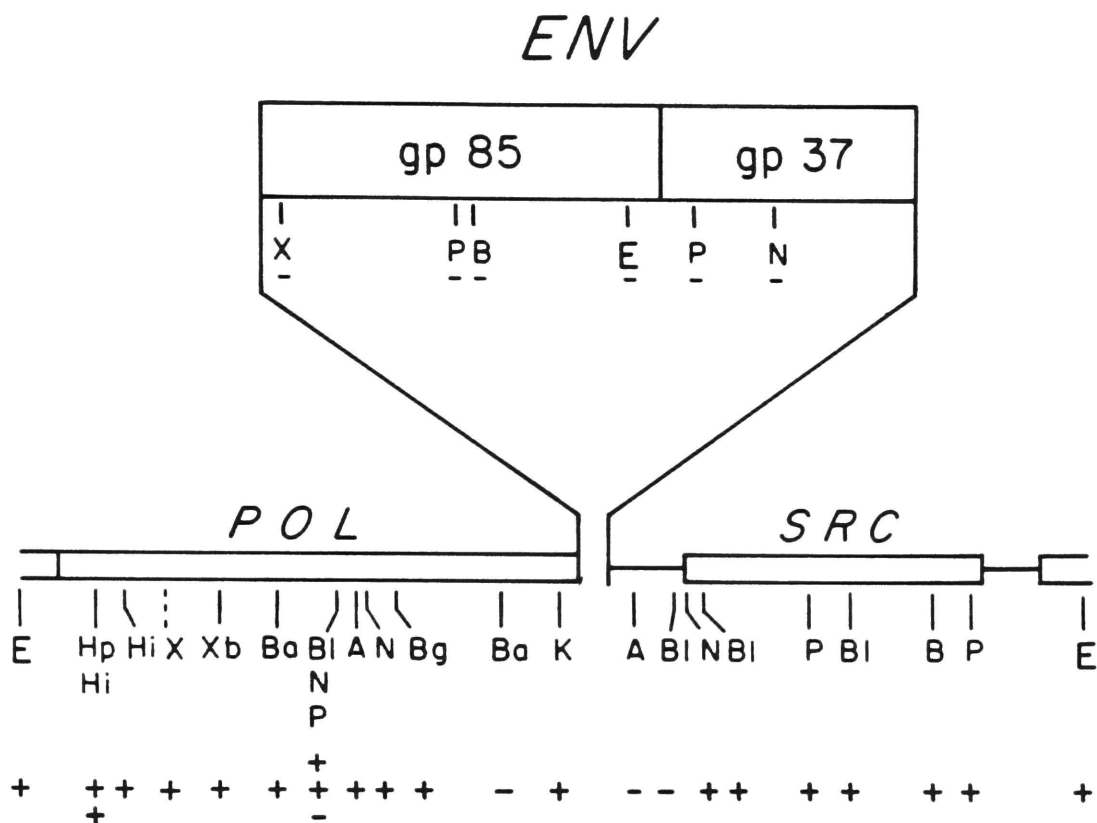 ENV
gp 85 gp 37
X P B E P N
- - - - - -
POL SRC
E Hp Hi X Xb Ba Bl A N Bg Ba K A Bl N Bl P Bl B P E
Hi N
P
+
+ + + + + + + + + + - + - - + + + + + + +
+ -